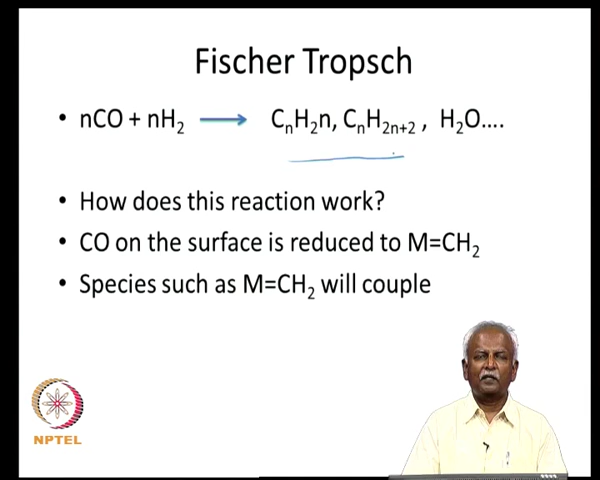 Fischer Tropsch
• nCO + nH₂ ⟶ CₙH₂n, CₙH₂ₙ₊₂ , H₂O....
• How does this reaction work?
• CO on the surface is reduced to M=CH₂
• Species such as M=CH₂ will couple
NPTEL